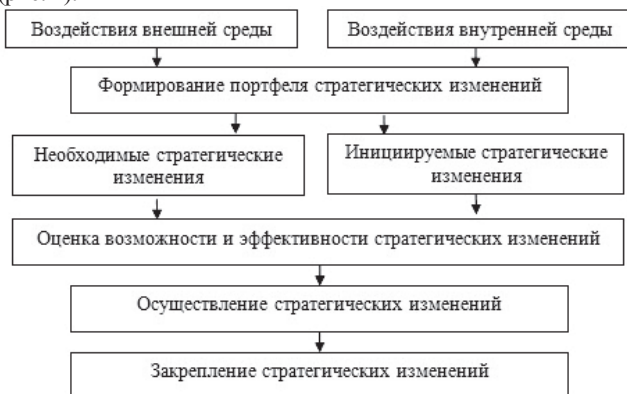 Воздействия внешней среды
Воздействия внутренней среды
Формирование портфеля стратегических изменений
Необходимые стратегические
изменения
Инициируемые стратегические
изменения
Оценка возможности и эффективности стратегических изменений
Осуществление стратегических изменений
Закрепление стратегических изменений